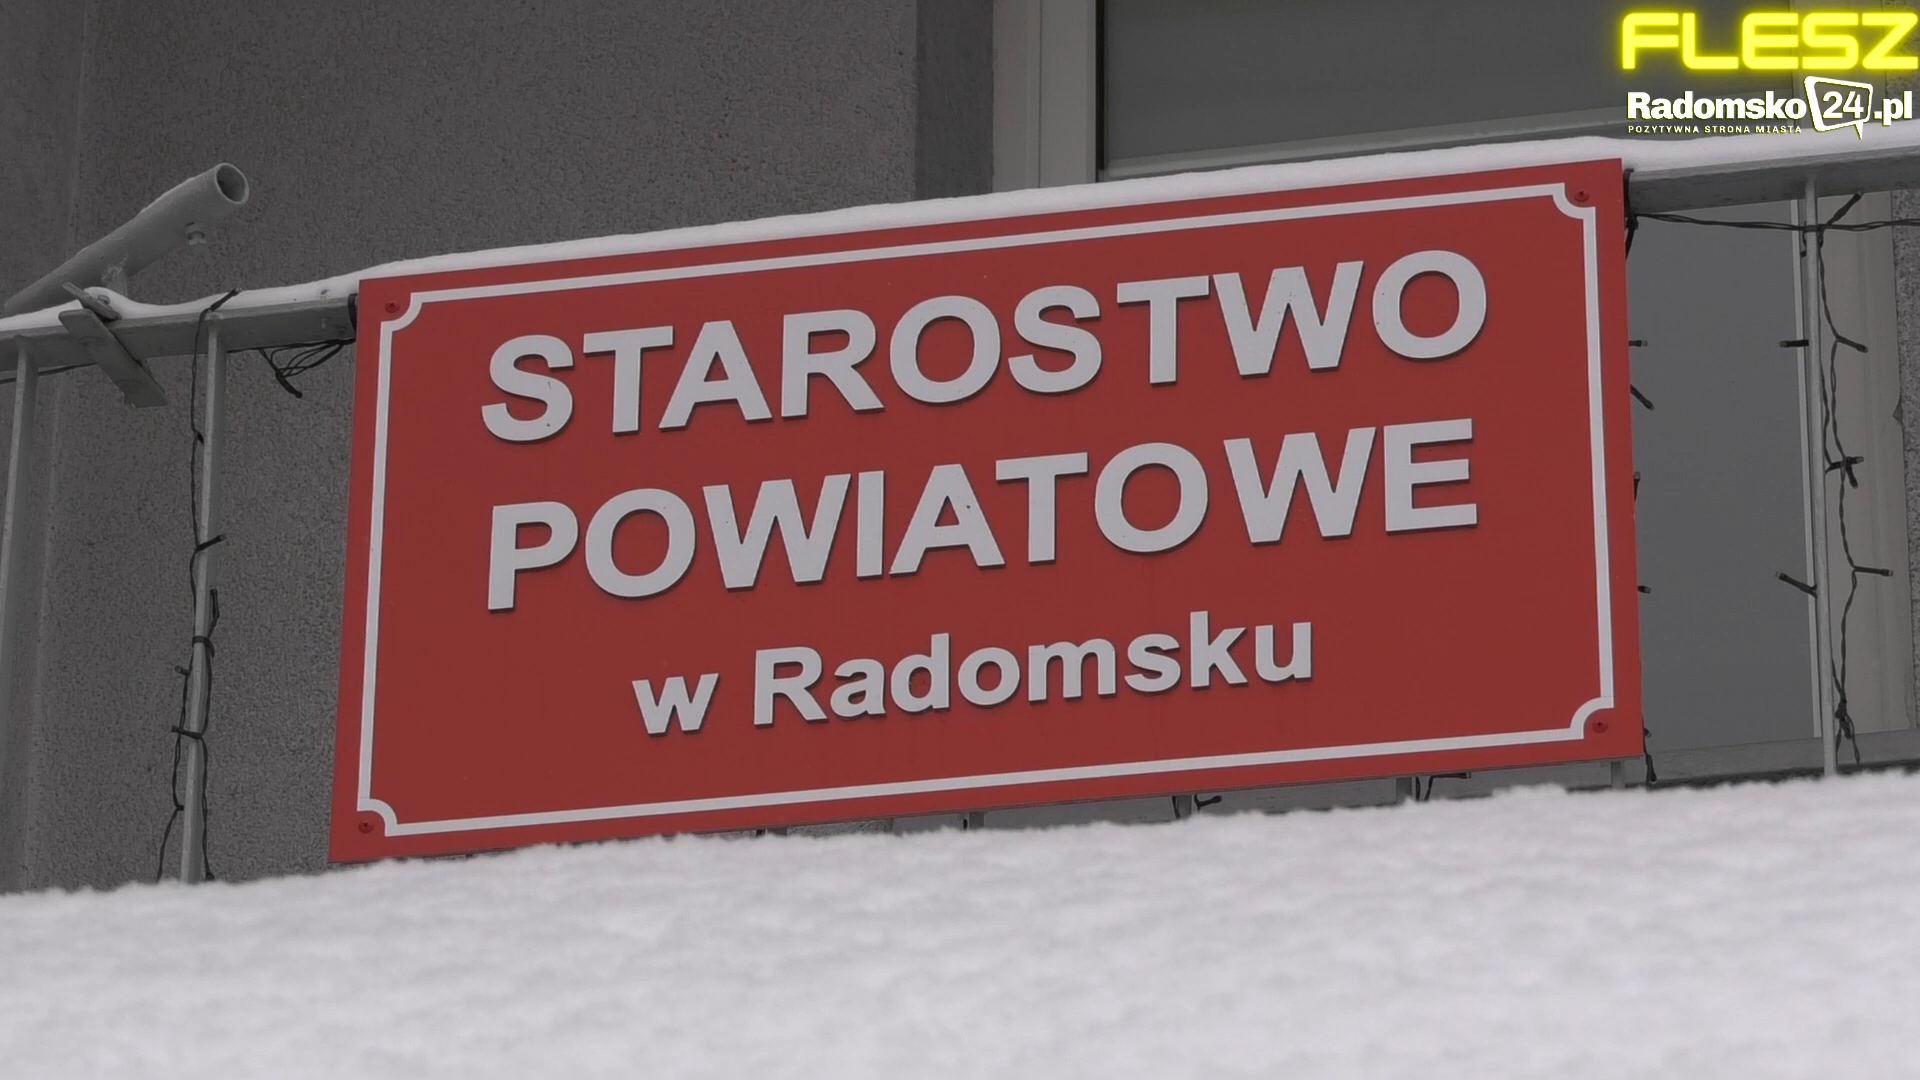 FLESZ
Radomsko24.pl
POZYTYWNA STRONA MIASTA
STAROSTWO
POWIATOWE
w Radomsku